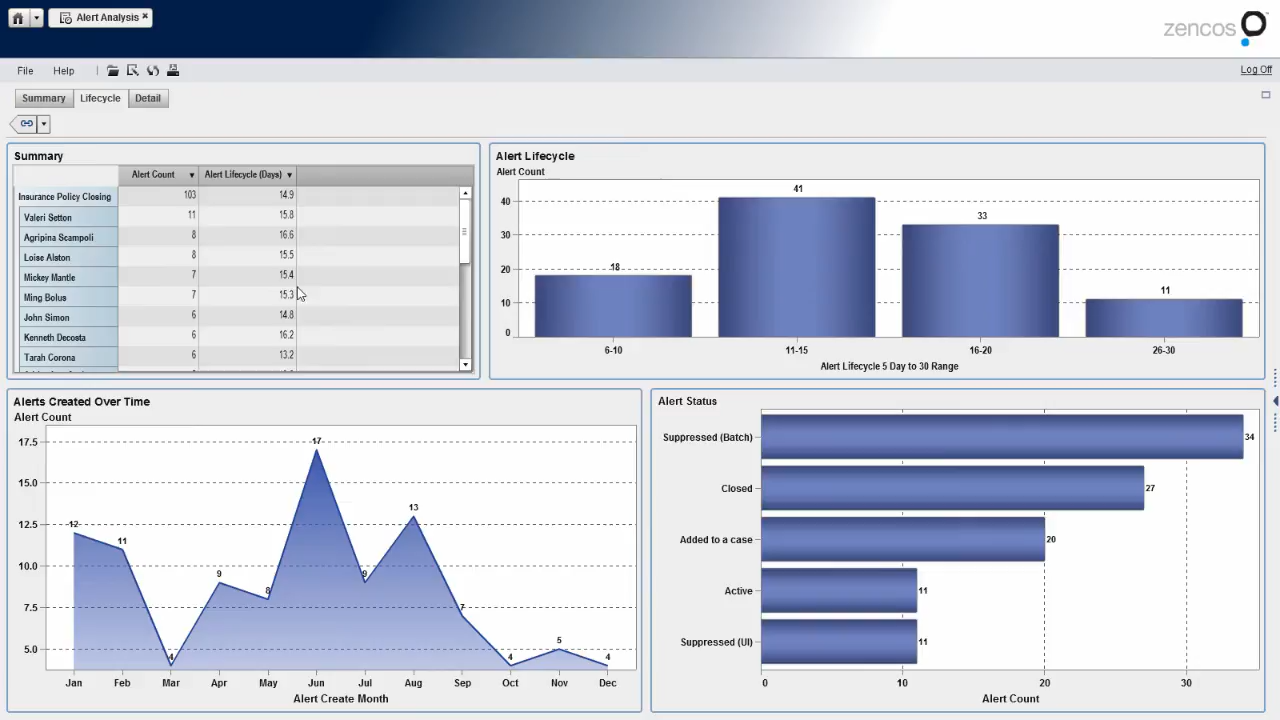 Alert Analysis
zencos
File Help
Log Off
Summary Lifecycle Detail
Summary
Alert Count Alert Lifecycle (Days)
Insurance Policy Closing 103 14.9
Valeri Setton 11 15.8
Agripina Scampoli 8 16.6
Loise Alston 8 15.5
Mickey Mantle 7 15.4
Ming Bolus 7 15.3
John Simon 6 14.8
Kenneth Decosta 6 16.2
Tarah Corona 6 13.2
Alert Lifecycle
Alert Count
40
30
20
10
0
18
41
33
11
6-10 11-15 16-20 26-30
Alert Lifecycle 5 Day to 30 Range
Alerts Created Over Time
Alert Count
17.5
15.0
12.5
10.0
7.5
5.0
12
11
4
9
8
17
9
13
7
4
5
4
Jan Feb Mar Apr May Jun Jul Aug Sep Oct Nov Dec
Alert Create Month
Alert Status
Suppressed (Batch) 34
Closed 27
Added to a case 20
Active 11
Suppressed (UI) 11
0 10 20 30
Alert Count